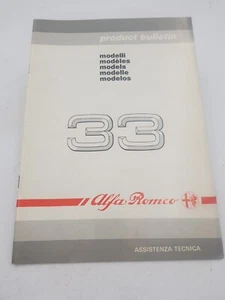 product bulletin
modelli
modèles
models
modelle
modelos
33
Alfa Romeo
ASSISTENZA TECNICA